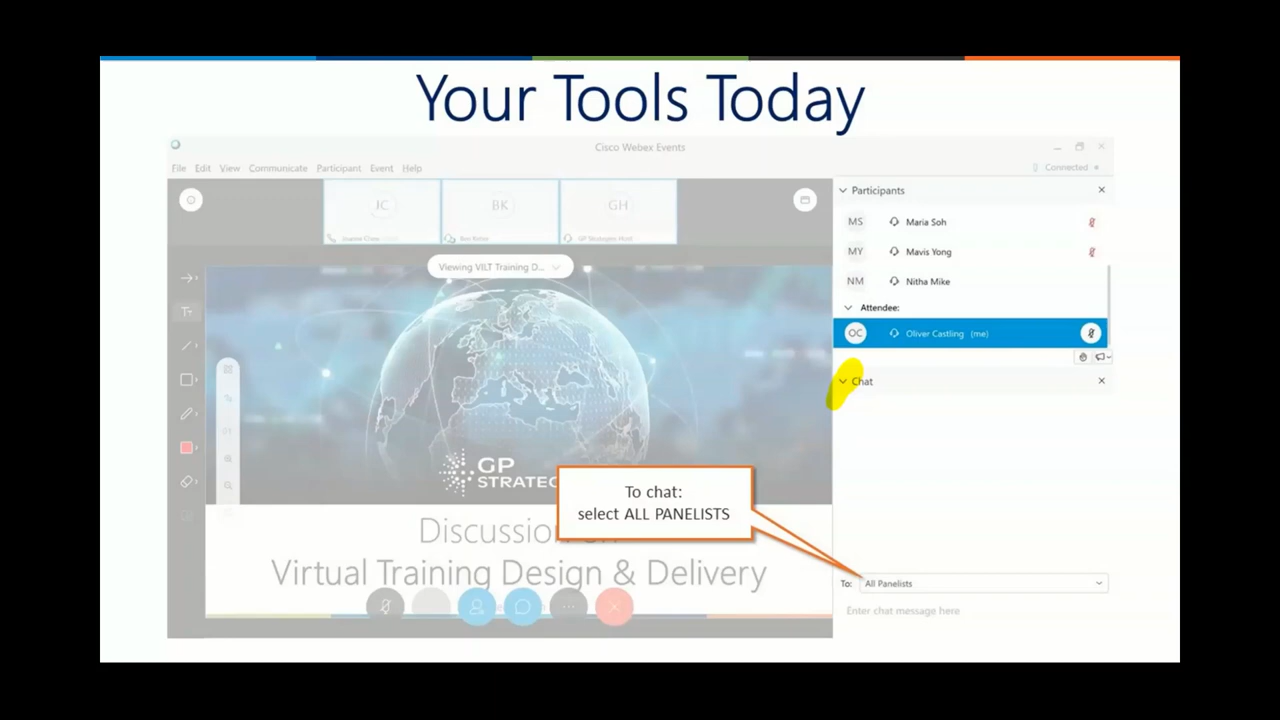 Your Tools Today
Cisco Webex Events
File Edit View Communicate Participant Event Help
Connected
JC
BK
GH
Viewing VILT Training D...
GP
STRATEG
Discussion on
Virtual Training Design & Delivery
Participants
MS Maria Soh
MY Mavis Yong
NM Nitha Mike
Attendee:
OC Oliver Castling (me)
Chat
To chat:
select ALL PANELISTS
To: All Panelists
Enter chat message here